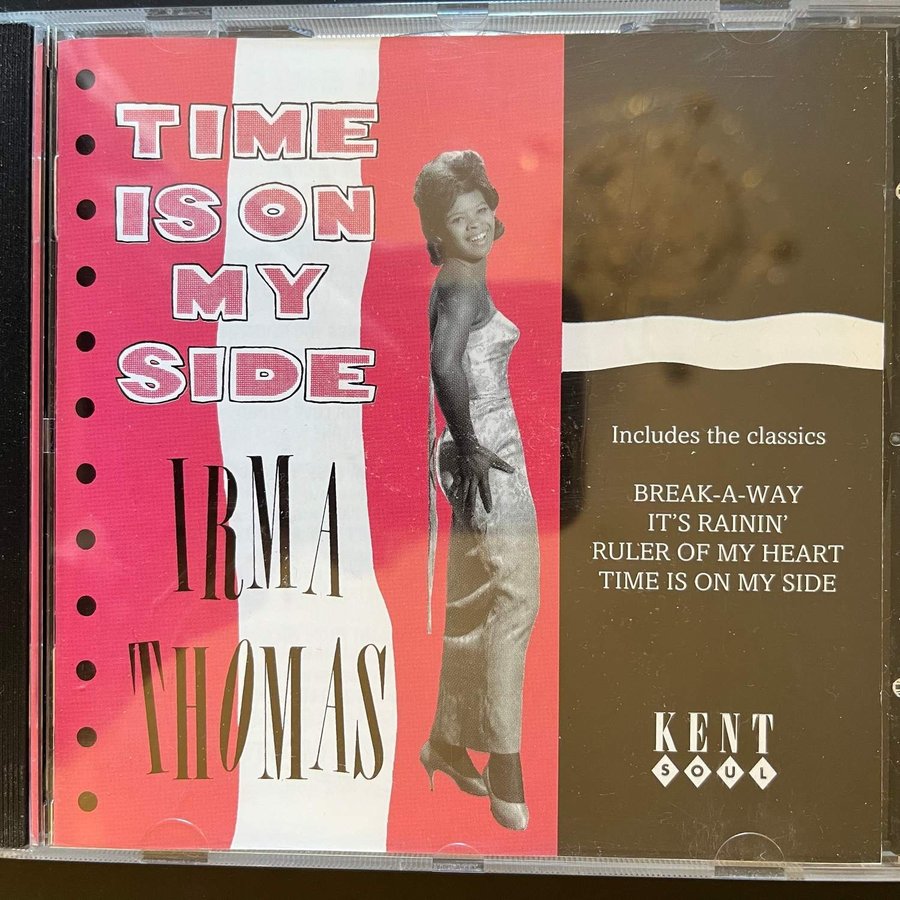 TIME
IS ON
MY
SIDE
IRMA
THOMAS
Includes the classics
BREAK-A-WAY
IT'S RAININ'
RULER OF MY HEART
TIME IS ON MY SIDE
KENT
SOUL